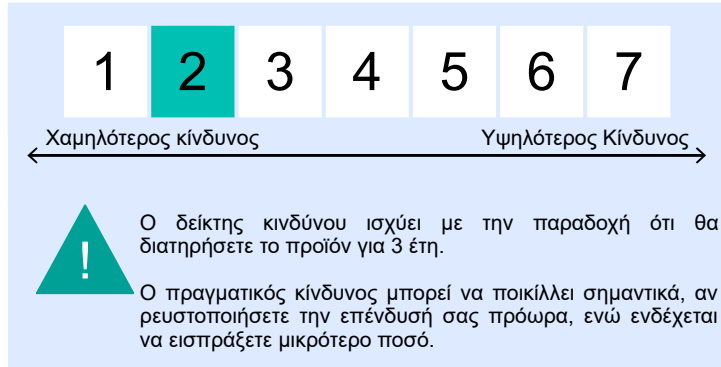 1 2 3 4 5 6 7
Χαμηλότερος κίνδυνος Υψηλότερος Κίνδυνος
!
Ο δείκτης κινδύνου ισχύει με την παραδοχή ότι θα
διατηρήσετε το προϊόν για 3 έτη.
Ο πραγματικός κίνδυνος μπορεί να ποικίλλει σημαντικά, αν
ρευστοποιήσετε την επένδυσή σας πρόωρα, ενώ ενδέχεται
να εισπράξετε μικρότερο ποσό.